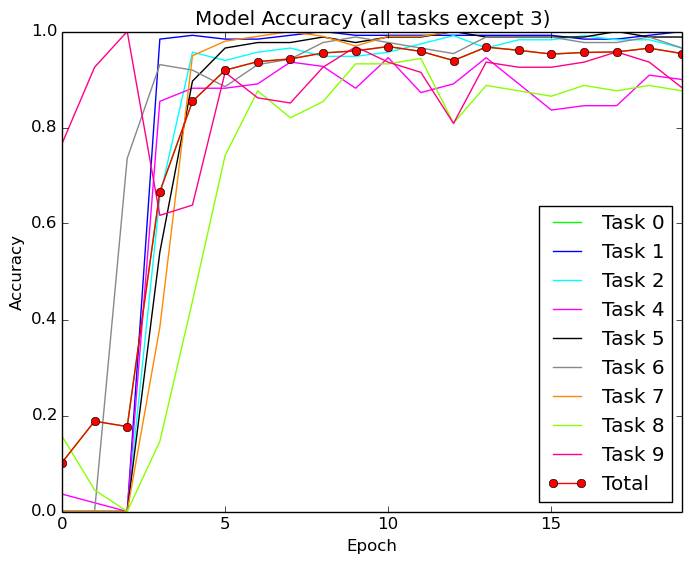 Model Accuracy (all tasks except 3)
1.0
0.8
0.6
0.4
0.2
0.0
Accuracy
0
5
10
15
Epoch
Task 0
Task 1
Task 2
Task 4
Task 5
Task 6
Task 7
Task 8
Task 9
Total